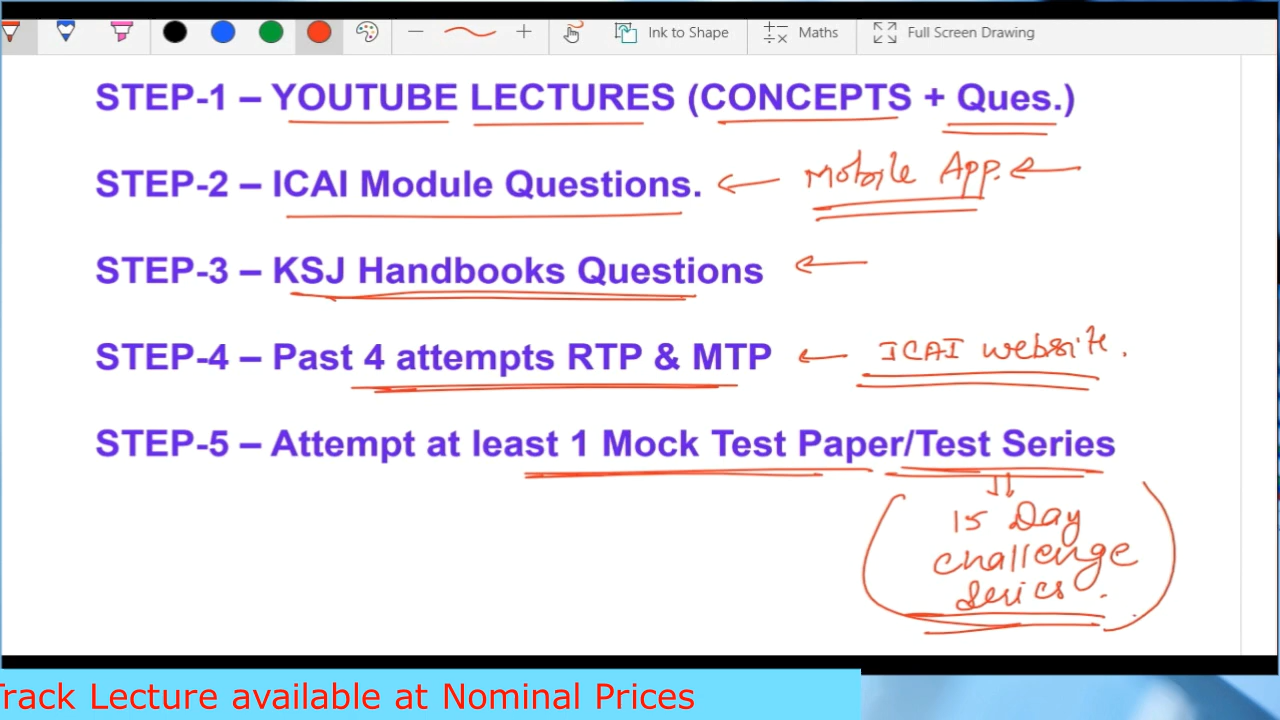 Ink to Shape Maths Full Screen Drawing
STEP-1 – YOUTUBE LECTURES (CONCEPTS + Ques.)
STEP-2 – ICAI Module Questions. Mobile App.
STEP-3 – KSJ Handbooks Questions
STEP-4 – Past 4 attempts RTP & MTP ICAI website.
STEP-5 – Attempt at least 1 Mock Test Paper/Test Series
15 Day
challenge
series.
Track Lecture available at Nominal Prices